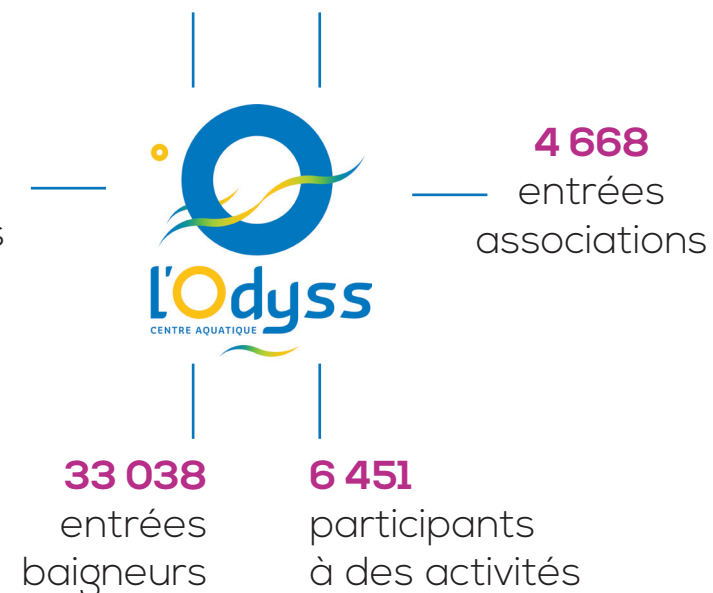 4 668
entrées
associations
s
l'Odyss
CENTRE AQUATIQUE
33 038
entrées
baigneurs
6 451
participants
à des activités